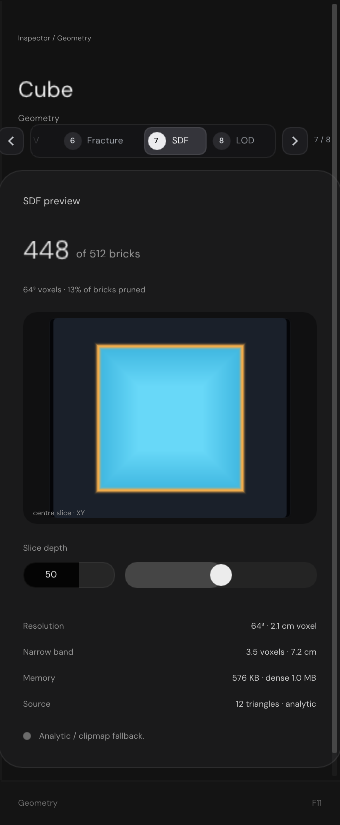 Inspector / Geometry
Cube
Geometry
6 Fracture 7 SDF 8 LOD 7 / 8
SDF preview
448 of 512 bricks
64³ voxels · 13% of bricks pruned
centre slice · XY
Slice depth
50
Resolution 64³ · 2.1 cm voxel
Narrow band 3.5 voxels · 7.2 cm
Memory 576 KB · dense 1.0 MB
Source 12 triangles · analytic
Analytic / clipmap fallback.
Geometry F11